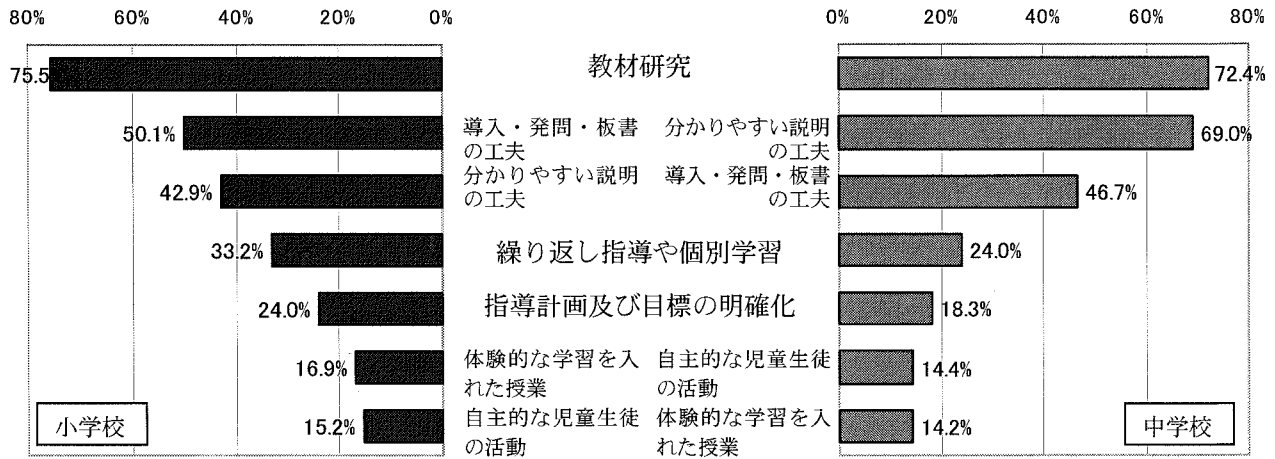 80% 60% 40% 20% 0% 0% 20% 40% 60% 80%
75.5 教材研究 72.4%
50.1% 導入・発問・板書 分かりやすい説明 69.0%
の工夫 の工夫
42.9% 分かりやすい説明 導入・発問・板書 46.7%
の工夫 の工夫
33.2% 繰り返し指導や個別学習 24.0%
24.0% 指導計画及び目標の明確化 18.3%
16.9% 体験的な学習を入 自主的な児童生徒 14.4%
れた授業 の活動
15.2% 自主的な児童生徒 体験的な学習を入 14.2%
の活動 れた授業
小学校 中学校